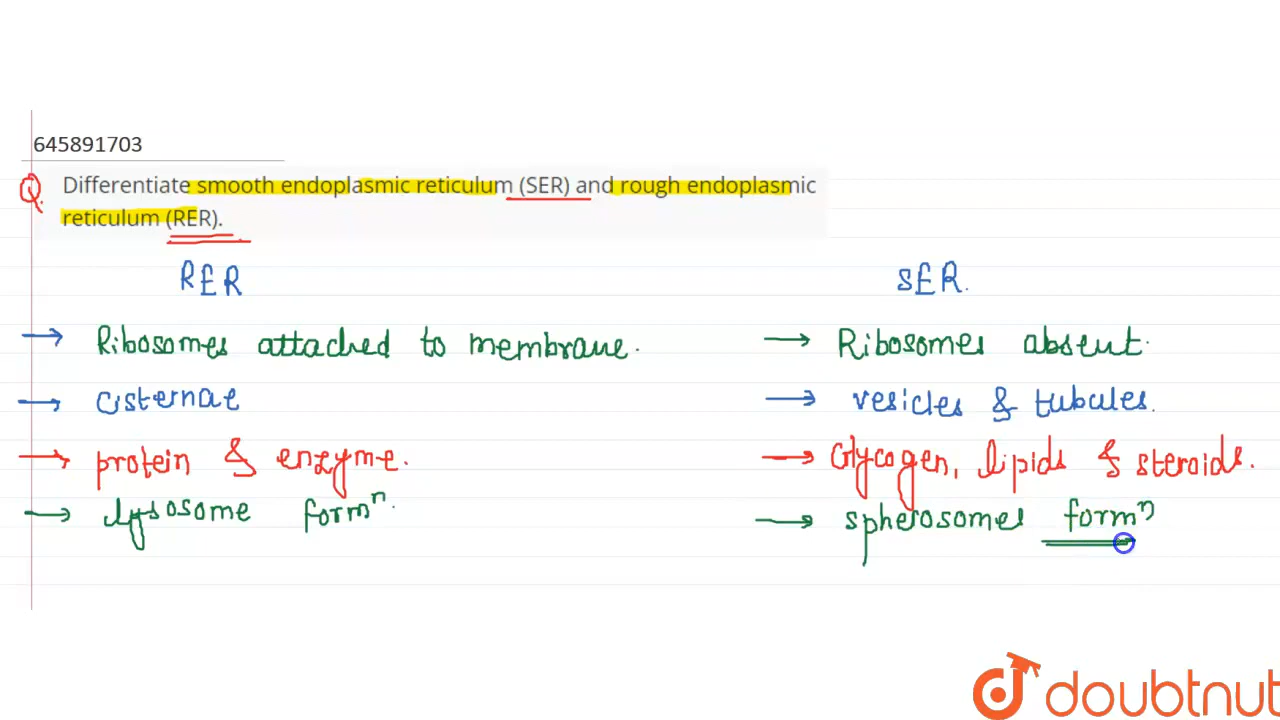 645891703
Q. Differentiate smooth endoplasmic reticulum (SER) and rough endoplasmic
reticulum (RER).
RER SER.
→ Ribosomes attached to membrane. → Ribosomes absent.
→ cisternae → vesicles & tubules.
→ protein & enzyme. → Glycogen, lipids & steroids.
→ lysosome formⁿ. → spherosomes formⁿ
doubtnut